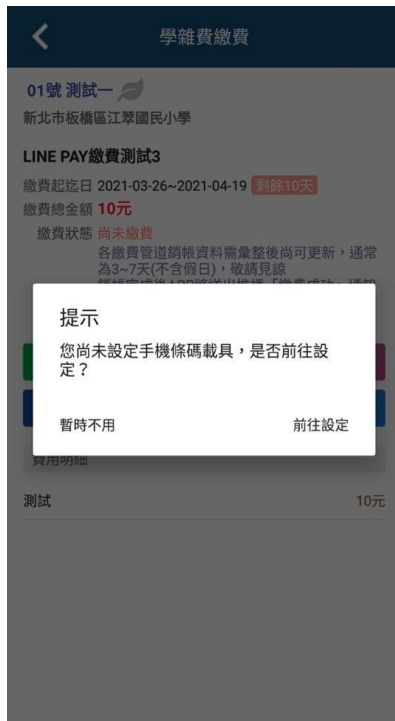 學雜費繳費
01號 測試一
新北市板橋區江翠國民小學
LINE PAY繳費測試3
繳費起迄日 2021-03-26~2021-04-19 剩餘10天
繳費總金額 10元
繳費狀態 尚未繳費
各繳費管道銷帳資料需彙整後尚可更新，通常
為3~7天(不含假日)，敬請見諒
提示
您尚未設定手機條碼載具，是否前往設
定？
暫時不用 前往設定
費用明細
測試 10元